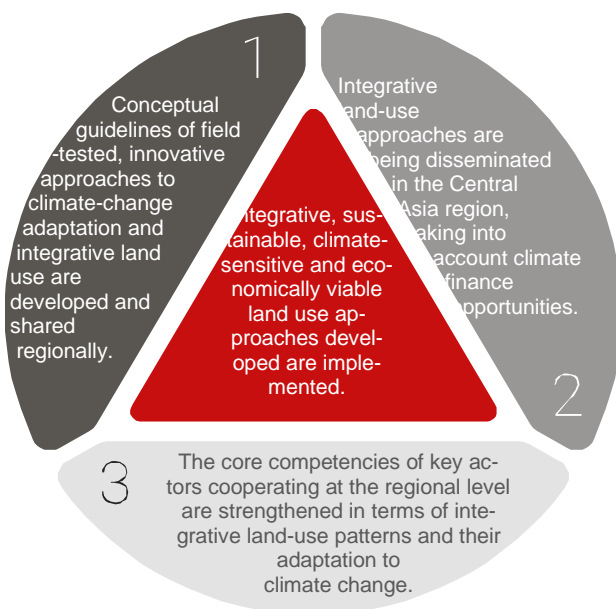 1
Conceptual
guidelines of field
-tested, innovative
approaches to
climate-change
adaptation and
integrative land
use are
developed and
shared
regionally.
Integrative
land-use
approaches are
being disseminated
in the Central
Asia region,
taking into
account climate
finance
opportunities.
2
Integrative, sus-
tainable, climate-
sensitive and eco-
nomically viable
land use ap-
proaches devel-
oped are imple-
mented.
3
The core competencies of key ac-
tors cooperating at the regional level
are strengthened in terms of inte-
grative land-use patterns and their
adaptation to
climate change.